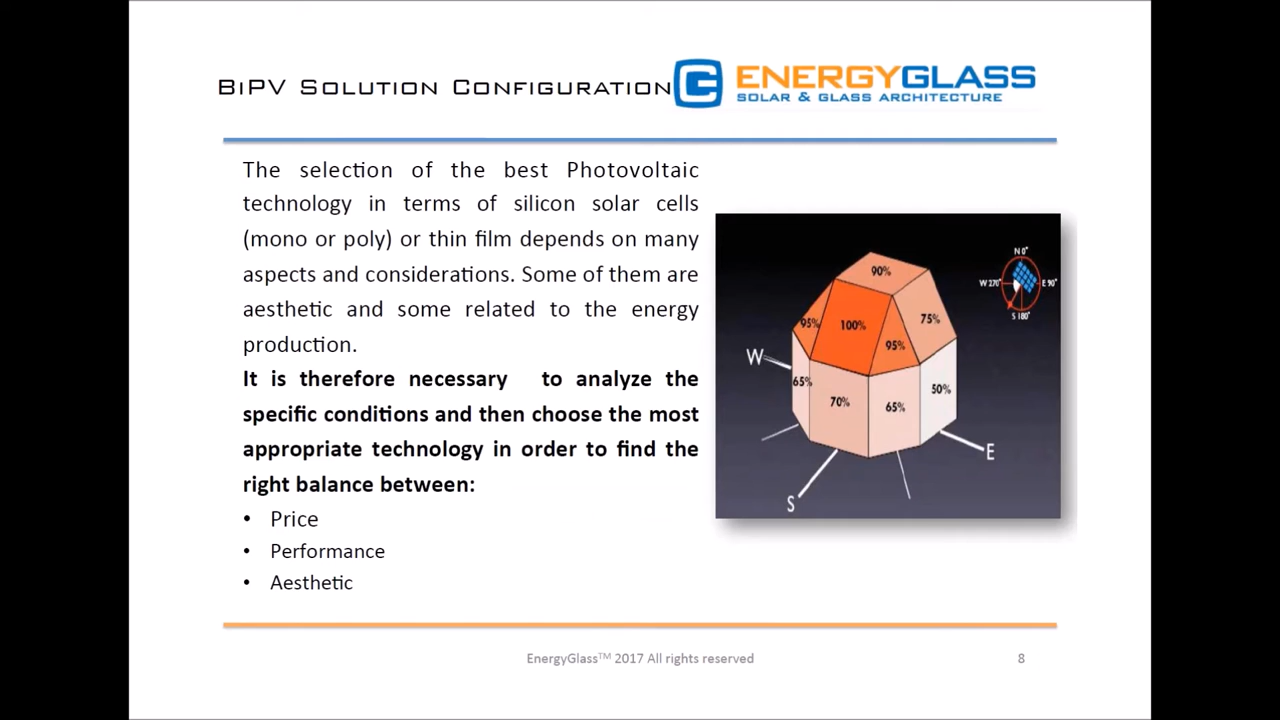 BiPV Solution Configuration
ENERGYGLASS
SOLAR & GLASS ARCHITECTURE
The selection of the best Photovoltaic
technology in terms of silicon solar cells
(mono or poly) or thin film depends on many
aspects and considerations. Some of them are
aesthetic and some related to the energy
production.
It is therefore necessary to analyze the
specific conditions and then choose the most
appropriate technology in order to find the
right balance between:
• Price
• Performance
• Aesthetic
90%
95%
100%
95%
75%
65%
70%
65%
50%
W
S
E
N 0°
W 270°
E 90°
S 180°
EnergyGlass™ 2017 All rights reserved
8